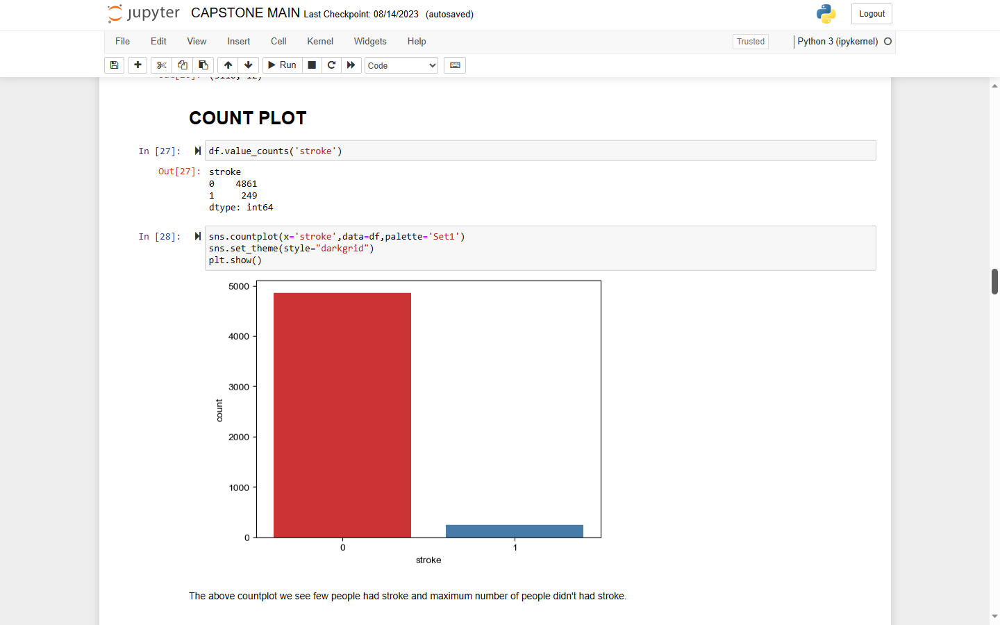 jupyter CAPSTONE MAIN Last Checkpoint: 08/14/2023 (autosaved) Logout
File Edit View Insert Cell Kernel Widgets Help Trusted Python 3 (ipykernel)
Run Code
COUNT PLOT
In [27]: df.value_counts('stroke')
Out[27]: stroke
0 4861
1 249
dtype: int64
In [28]: sns.countplot(x='stroke',data=df,palette='Set1')
sns.set_theme(style="darkgrid")
plt.show()
5000
4000
3000
count
2000
1000
0
0 1
stroke
The above countplot we see few people had stroke and maximum number of people didn't had stroke.